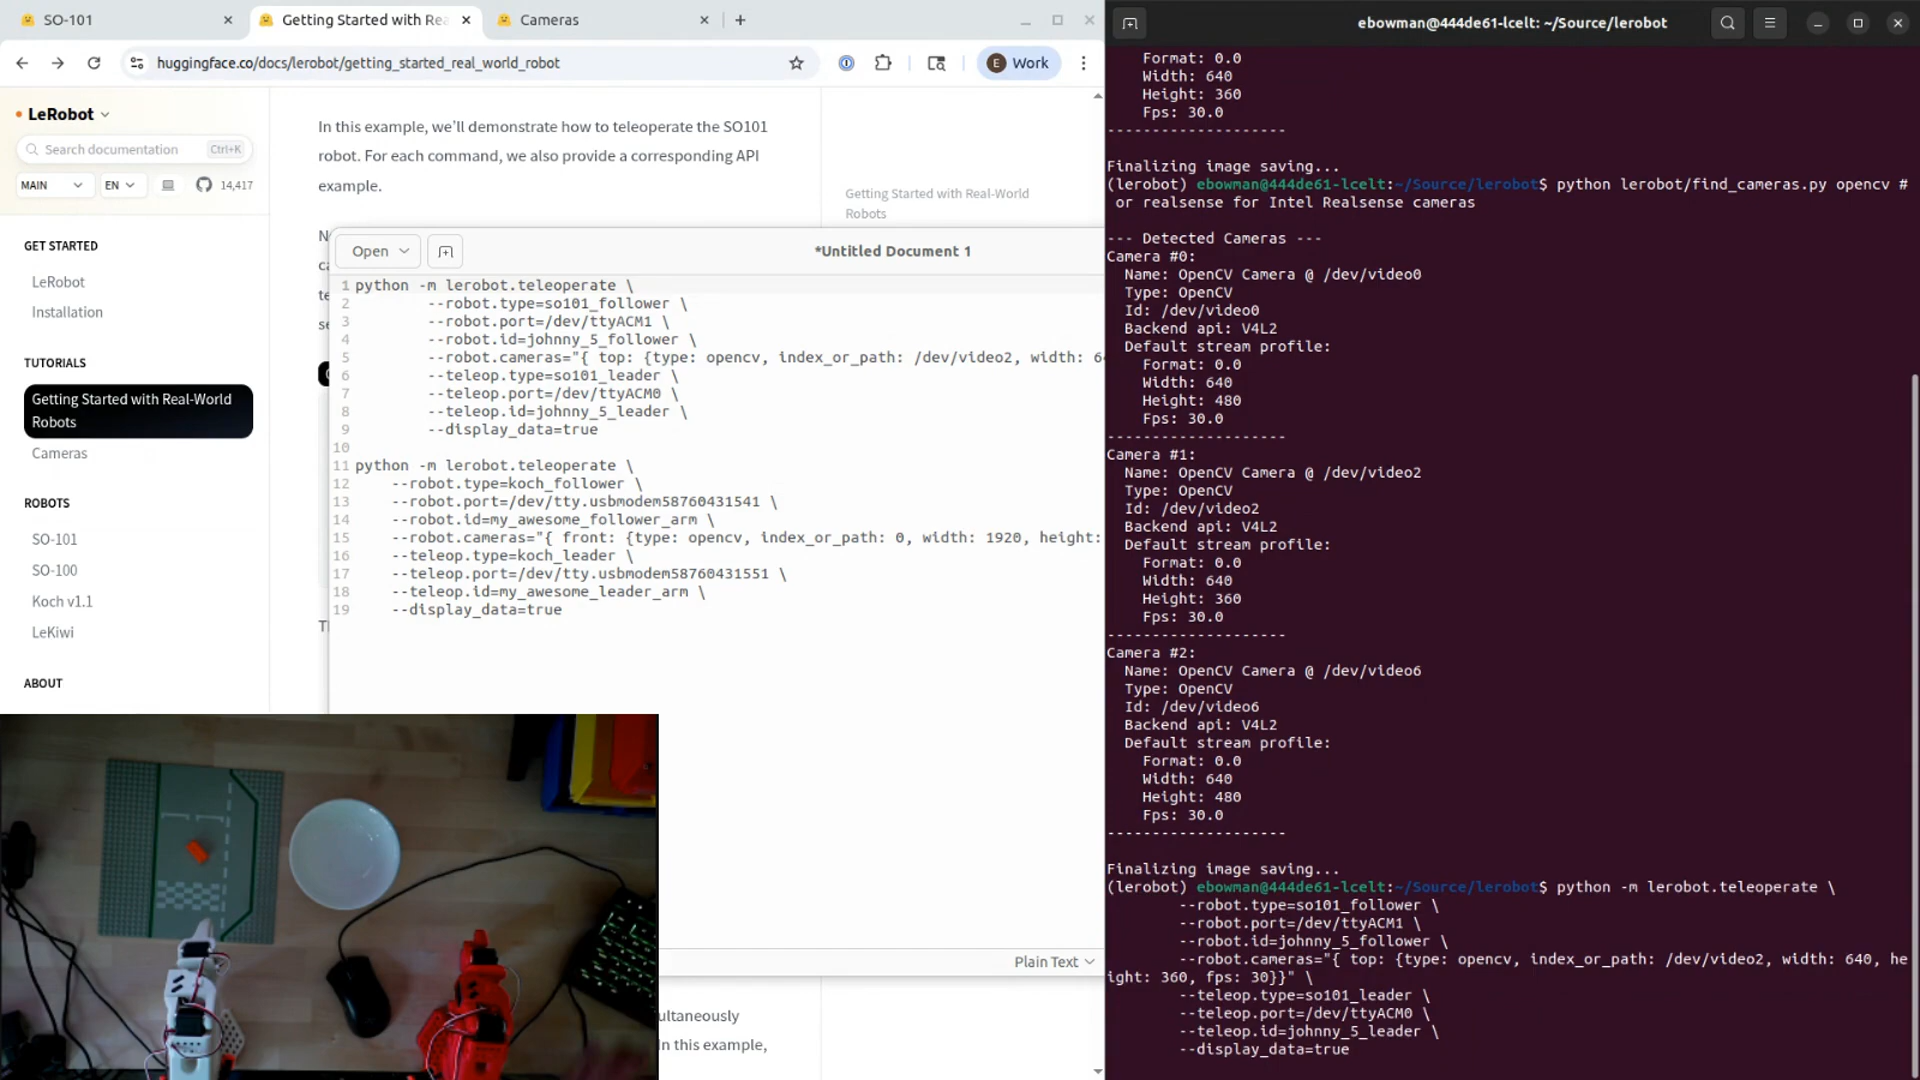 SO-101
Getting Started with Rea
Cameras
huggingface.co/docs/lerobot/getting_started_real_world_robot
E Work
LeRobot
Search documentation Ctrl+K
MAIN EN 14,417
GET STARTED
LeRobot
Installation
TUTORIALS
Getting Started with Real-World
Robots
Cameras
ROBOTS
SO-101
SO-100
Koch v1.1
LeKiwi
ABOUT
In this example, we'll demonstrate how to teleoperate the SO101
robot. For each command, we also provide a corresponding API
example.
Getting Started with Real-World
Robots
Open
*Untitled Document 1
1 python -m lerobot.teleoperate \
2 --robot.type=so101_follower \
3 --robot.port=/dev/ttyACM1 \
4 --robot.id=johnny_5_follower \
5 --robot.cameras="{ top: {type: opencv, index_or_path: /dev/video2, width: 6
6 --teleop.type=so101_leader \
7 --teleop.port=/dev/ttyACM0 \
8 --teleop.id=johnny_5_leader \
9 --display_data=true
10
11 python -m lerobot.teleoperate \
12 --robot.type=koch_follower \
13 --robot.port=/dev/tty.usbmodem58760431541 \
14 --robot.id=my_awesome_follower_arm \
15 --robot.cameras="{ front: {type: opencv, index_or_path: 0, width: 1920, height:
16 --teleop.type=koch_leader \
17 --teleop.port=/dev/tty.usbmodem58760431551 \
18 --teleop.id=my_awesome_leader_arm \
19 --display_data=true
Plain Text
ultaneously
n this example,
ebowman@444de61-lcelt: ~/Source/lerobot
Format: 0.0
Width: 640
Height: 360
Fps: 30.0
--------------------
Finalizing image saving...
(lerobot) ebowman@444de61-lcelt:~/Source/lerobot$ python lerobot/find_cameras.py opencv #
or realsense for Intel Realsense cameras
--- Detected Cameras ---
Camera #0:
Name: OpenCV Camera @ /dev/video0
Type: OpenCV
Id: /dev/video0
Backend api: V4L2
Default stream profile:
Format: 0.0
Width: 640
Height: 480
Fps: 30.0
--------------------
Camera #1:
Name: OpenCV Camera @ /dev/video2
Type: OpenCV
Id: /dev/video2
Backend api: V4L2
Default stream profile:
Format: 0.0
Width: 640
Height: 360
Fps: 30.0
--------------------
Camera #2:
Name: OpenCV Camera @ /dev/video6
Type: OpenCV
Id: /dev/video6
Backend api: V4L2
Default stream profile:
Format: 0.0
Width: 640
Height: 480
Fps: 30.0
--------------------
Finalizing image saving...
(lerobot) ebowman@444de61-lcelt:~/Source/lerobot$ python -m lerobot.teleoperate \
--robot.type=so101_follower \
--robot.port=/dev/ttyACM1 \
--robot.id=johnny_5_follower \
--robot.cameras="{ top: {type: opencv, index_or_path: /dev/video2, width: 640, he
ight: 360, fps: 30}}" \
--teleop.type=so101_leader \
--teleop.port=/dev/ttyACM0 \
--teleop.id=johnny_5_leader \
--display_data=true